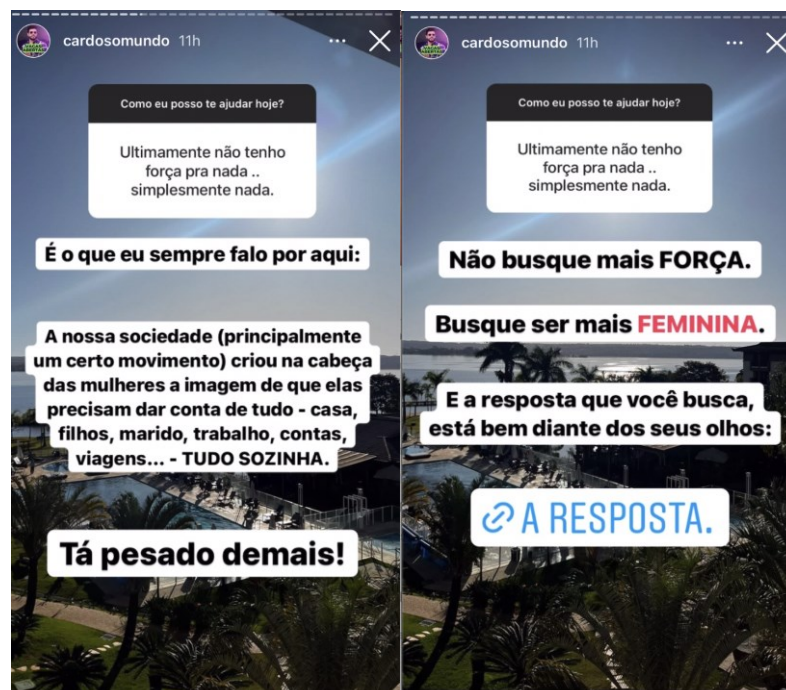 cardosomundo 11h
Como eu posso te ajudar hoje?
Ultimamente não tenho
força pra nada ..
simplesmente nada.
É o que eu sempre falo por aqui:
A nossa sociedade (principalmente
um certo movimento) criou na cabeça
das mulheres a imagem de que elas
precisam dar conta de tudo - casa,
filhos, marido, trabalho, contas,
viagens... - TUDO SOZINHA.
Tá pesado demais!
cardosomundo 11h
Como eu posso te ajudar hoje?
Ultimamente não tenho
força pra nada ..
simplesmente nada.
Não busque mais FORÇA.
Busque ser mais FEMININA.
E a resposta que você busca,
está bem diante dos seus olhos:
A RESPOSTA.